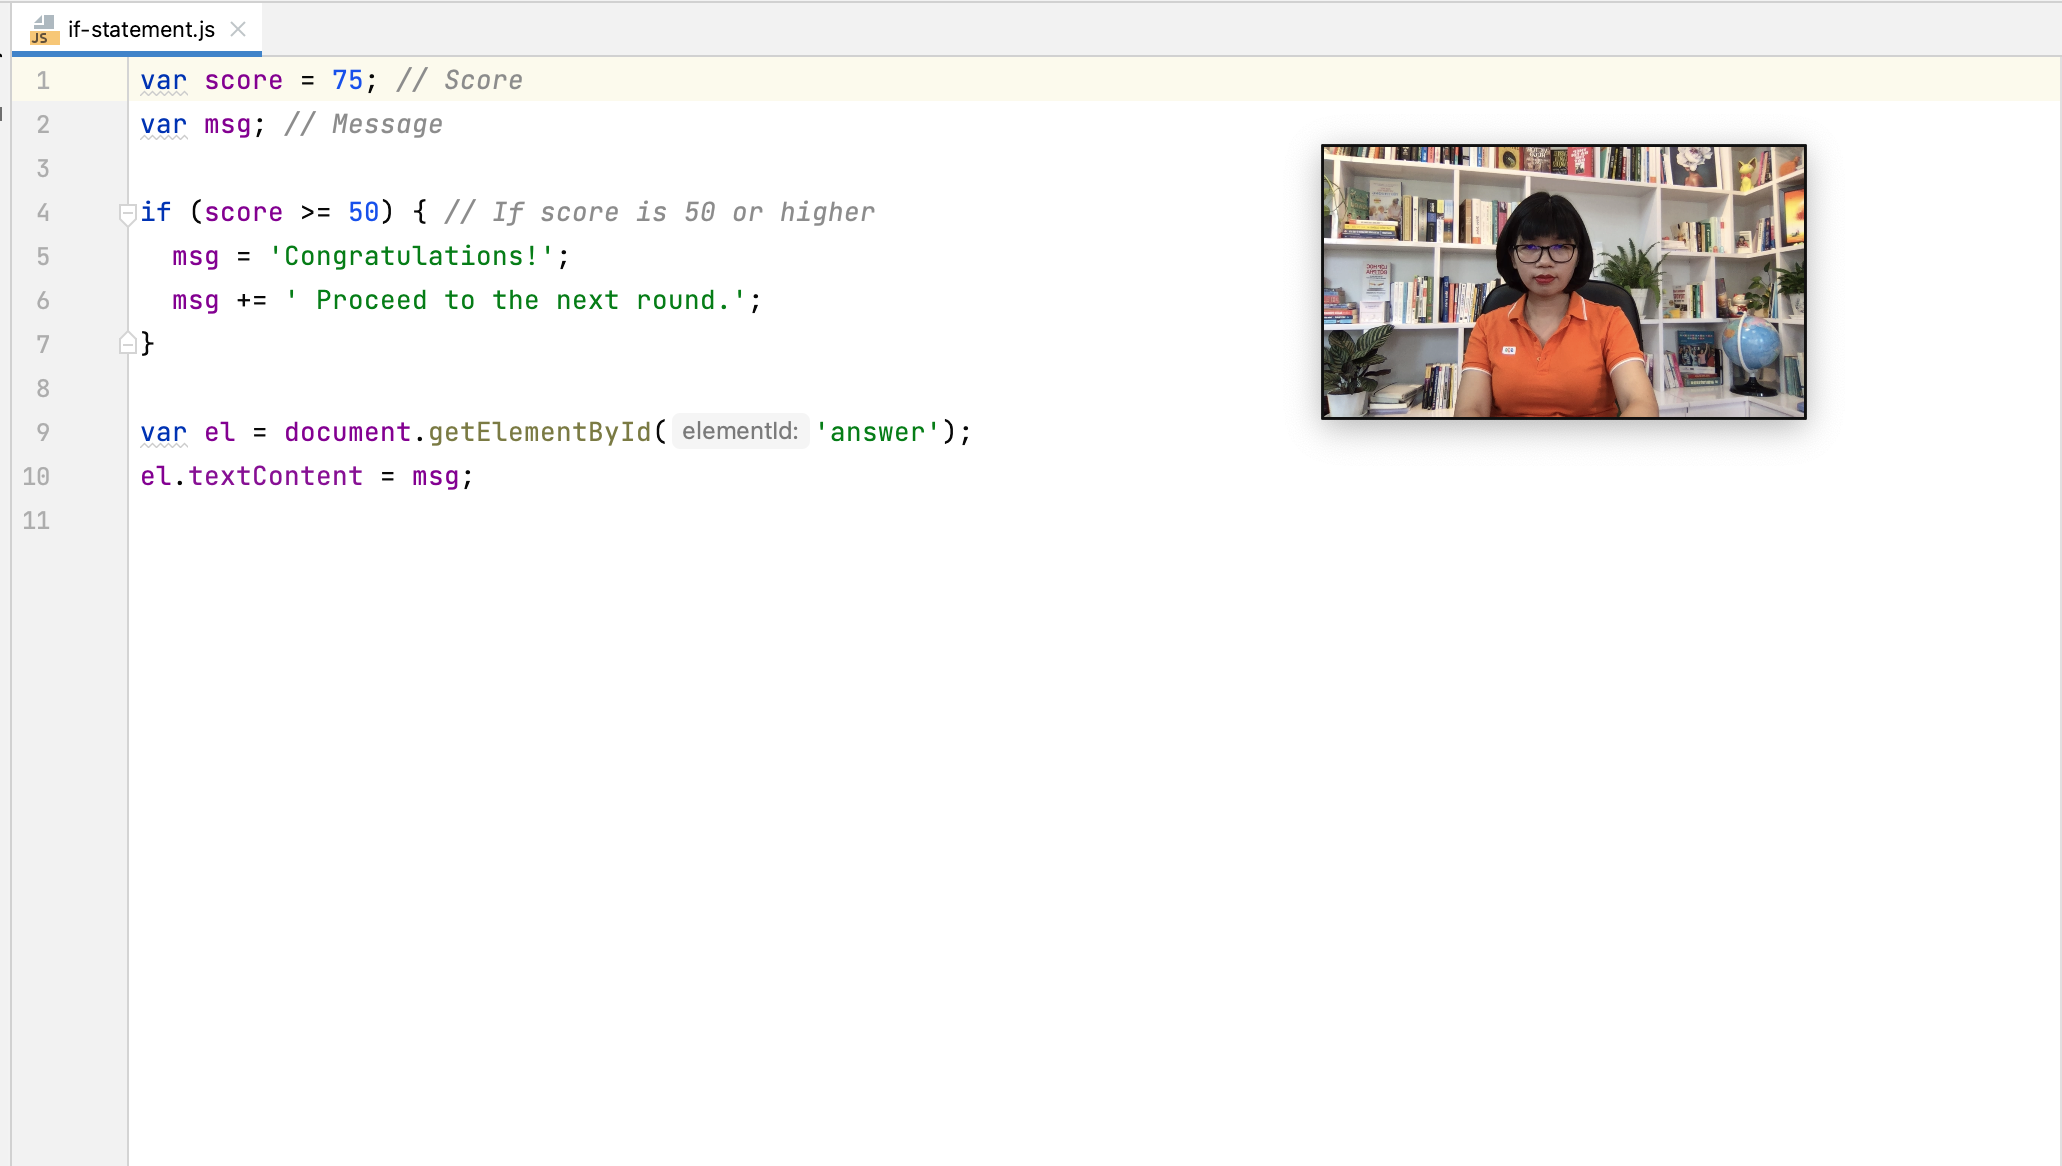 if-statement.js
1 var score = 75; // Score
2 var msg; // Message
3
4 if (score >= 50) { // If score is 50 or higher
5 msg = 'Congratulations!';
6 msg += ' Proceed to the next round.';
7 }
8
9 var el = document.getElementById( elementId: 'answer');
10 el.textContent = msg;
11